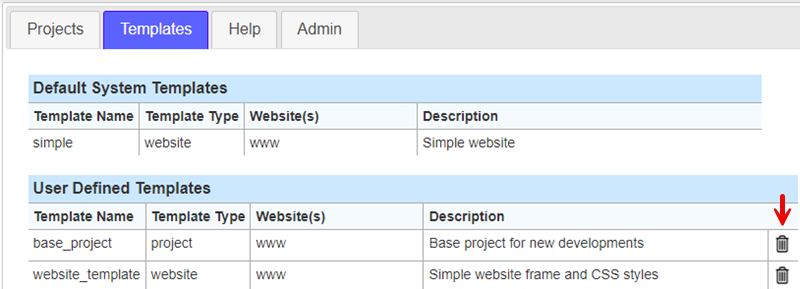 Projects Templates Help Admin
Default System Templates
Template Name Template Type Website(s) Description
simple website www Simple website
User Defined Templates
Template Name Template Type Website(s) Description
base_project project www Base project for new developments
website_template website www Simple website frame and CSS styles